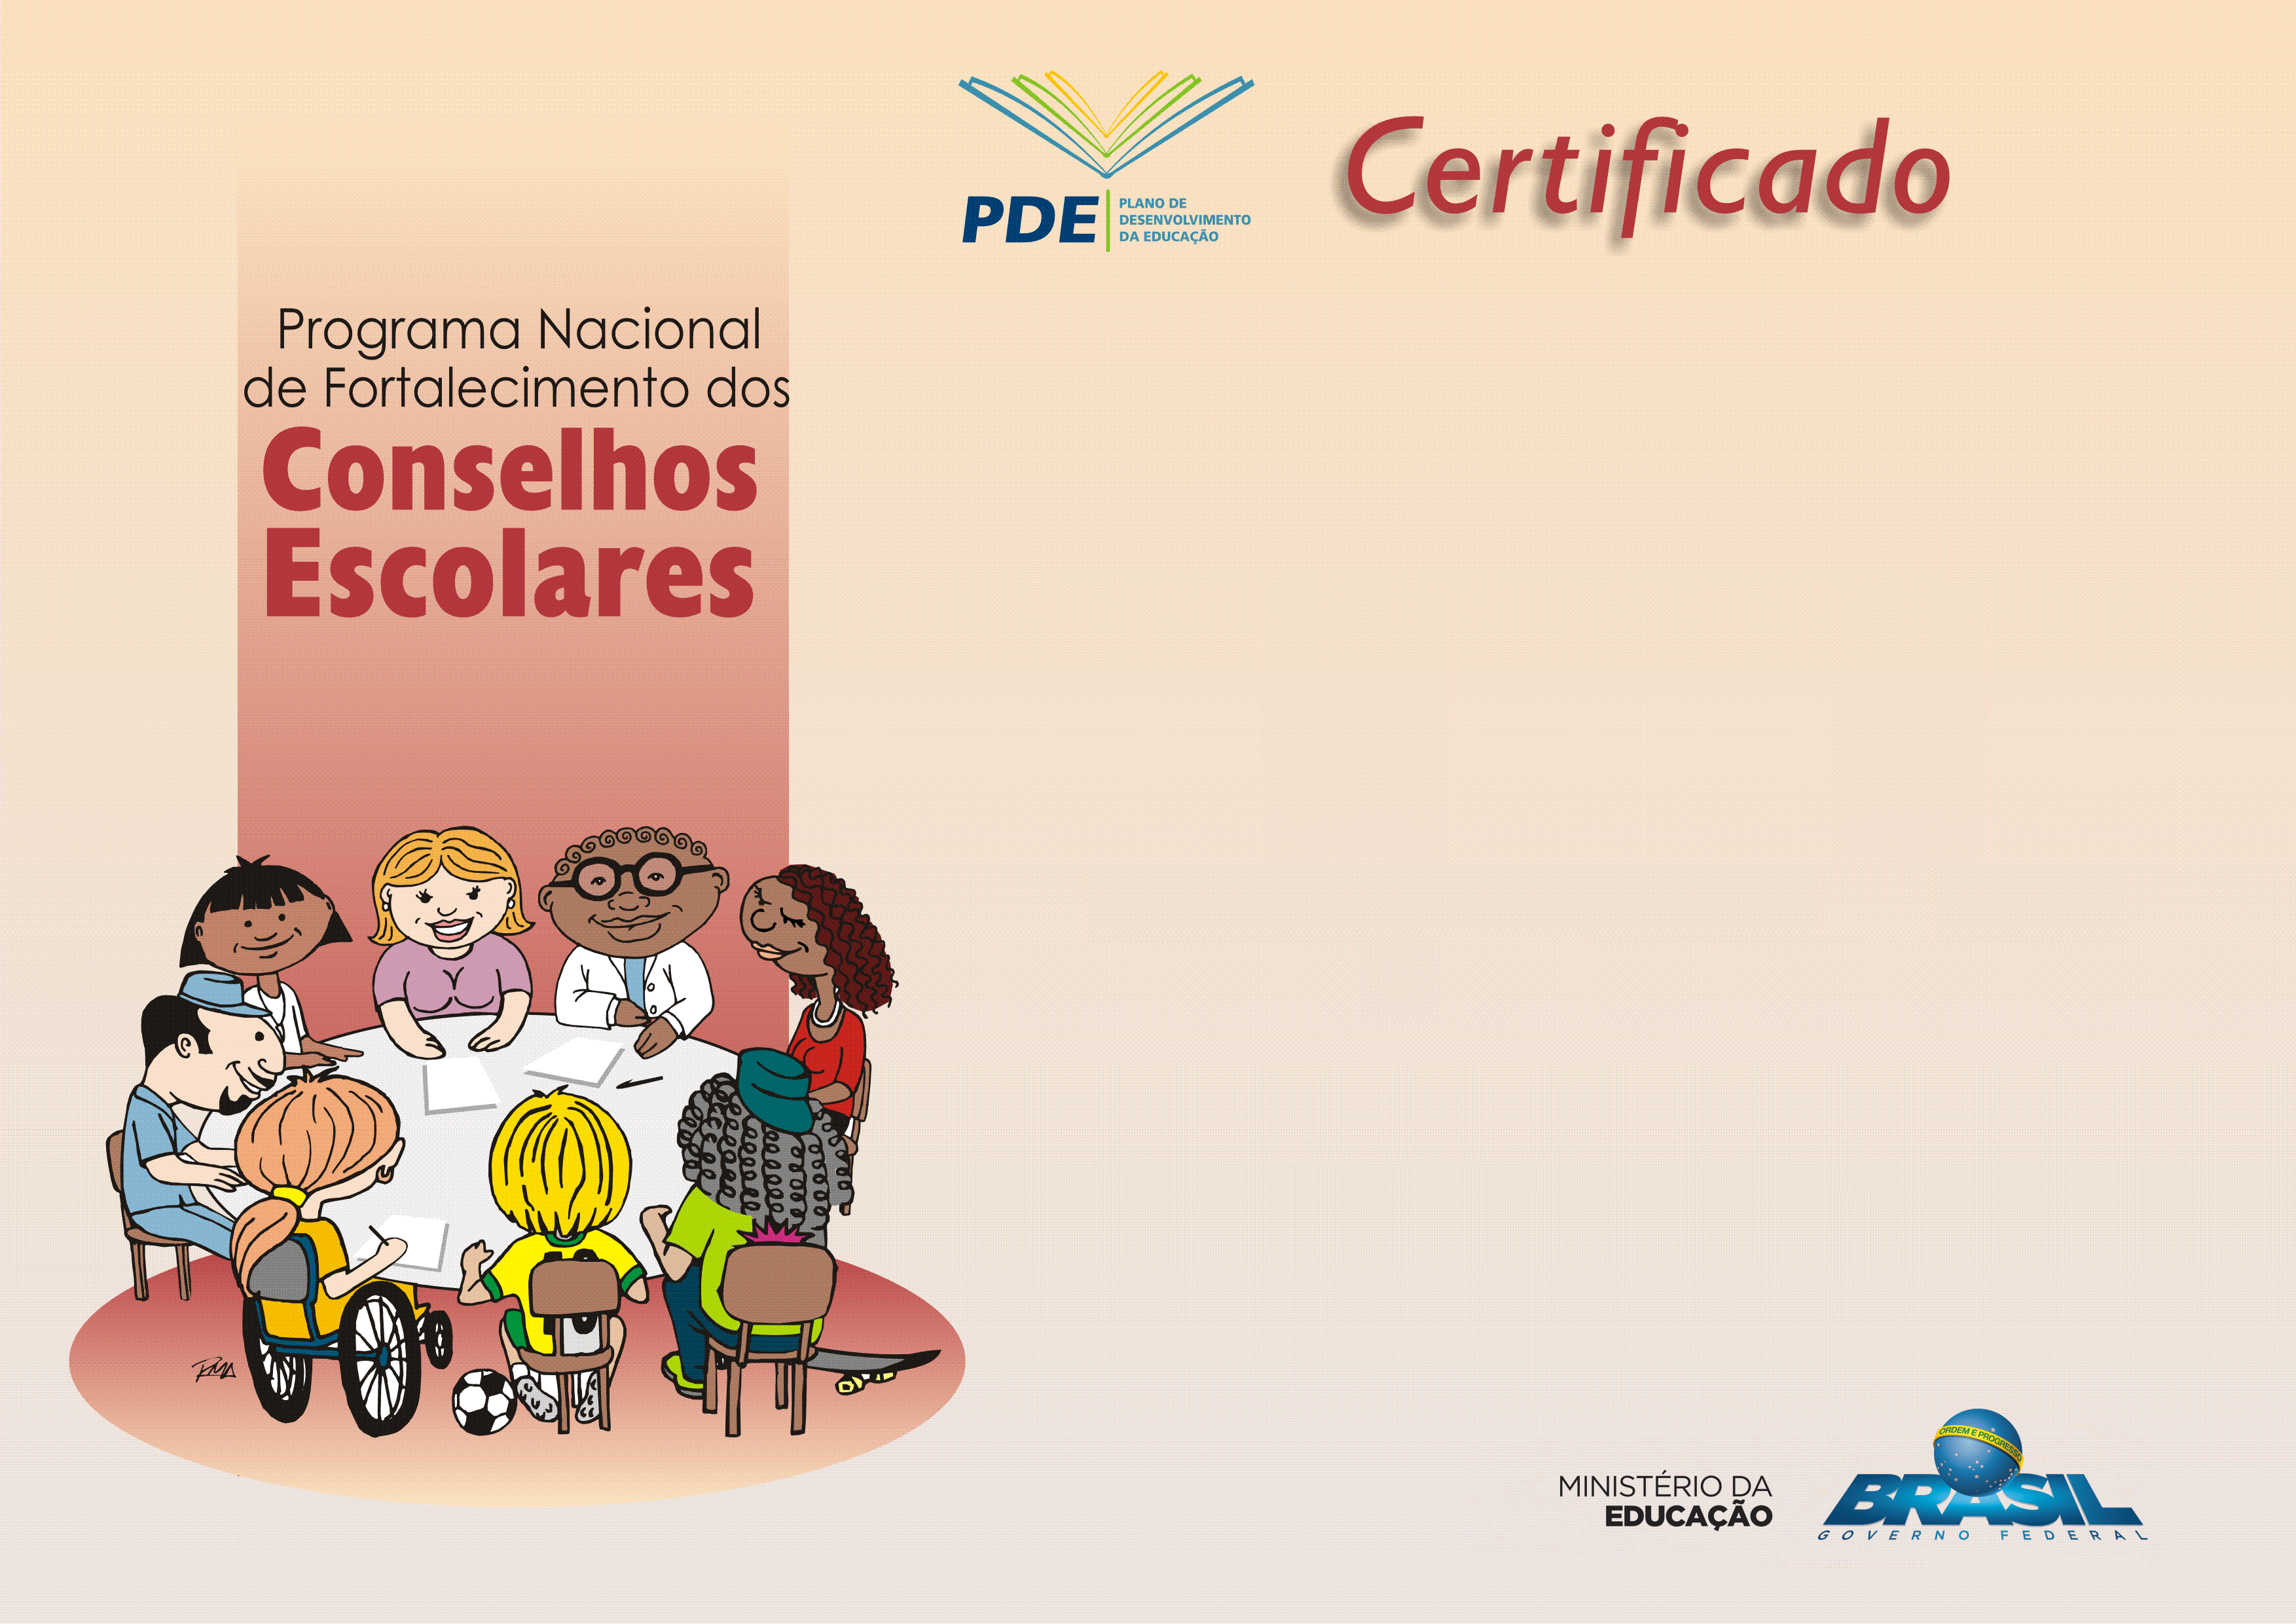 PDE
PLANO DE
DESENVOLVIMENTO
DA EDUCAÇÃO
Certificado
Programa Nacional
de Fortalecimento dos
Conselhos
Escolares
MINISTÉRIO DA
EDUCAÇÃO
ORDEM E PROGRESSO
BRASIL
GOVERNO FEDERAL